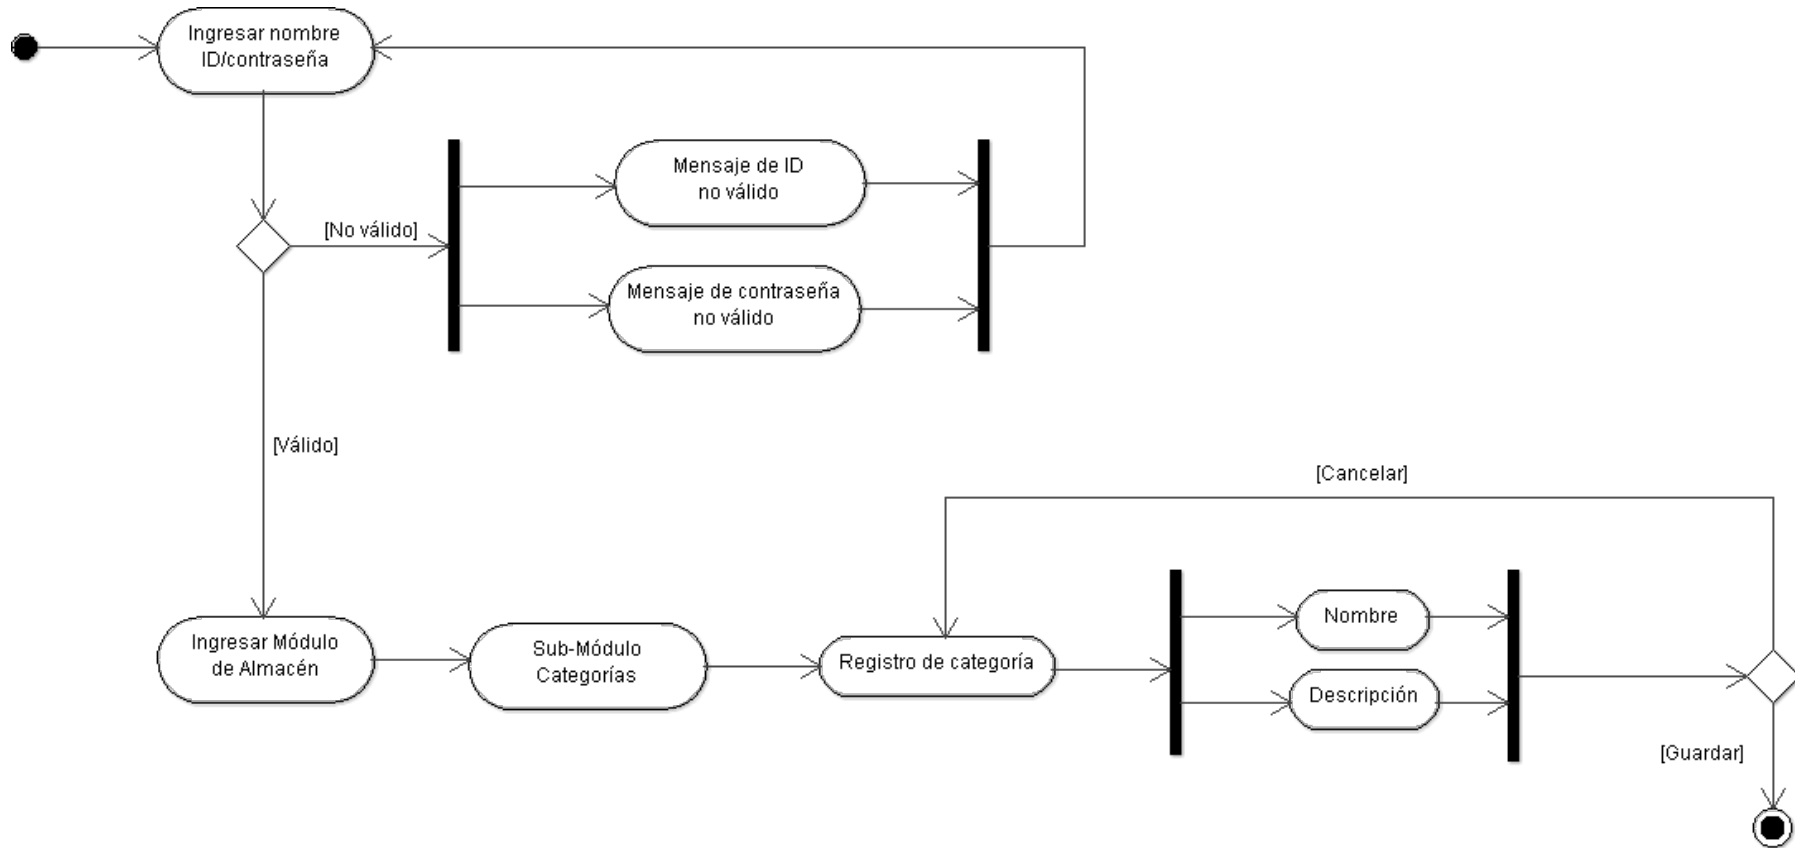 Ingresar nombre
ID/contraseña
Mensaje de ID
no válido
[No válido]
Mensaje de contraseña
no válido
[Válido]
[Cancelar]
Ingresar Módulo
de Almacén
Sub-Módulo
Categorías
Registro de categoría
Nombre
Descripción
[Guardar]